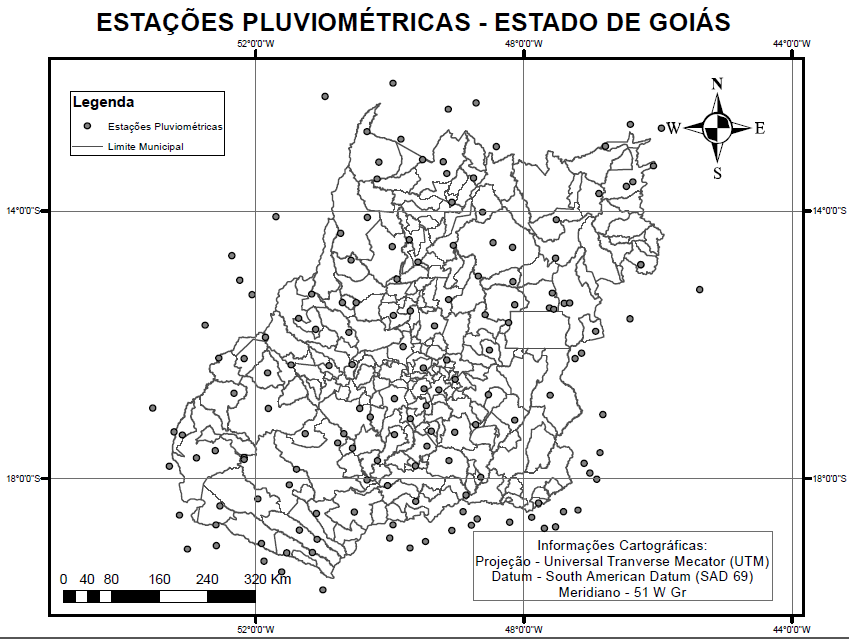 ESTAÇÕES PLUVIOMÉTRICAS - ESTADO DE GOIÁS
52°0'0"W 48°0'0"W 44°0'0"W
Legenda
Estações Pluviométricas
Limite Municipal
N
W E
S
14°0'0"S 14°0'0"S
18°0'0"S 18°0'0"S
Informações Cartográficas:
Projeção - Universal Tranverse Mecator (UTM)
Datum - South American Datum (SAD 69)
Meridiano - 51 W Gr
0 40 80 160 240 320 Km
52°0'0"W 48°0'0"W 44°0'0"W